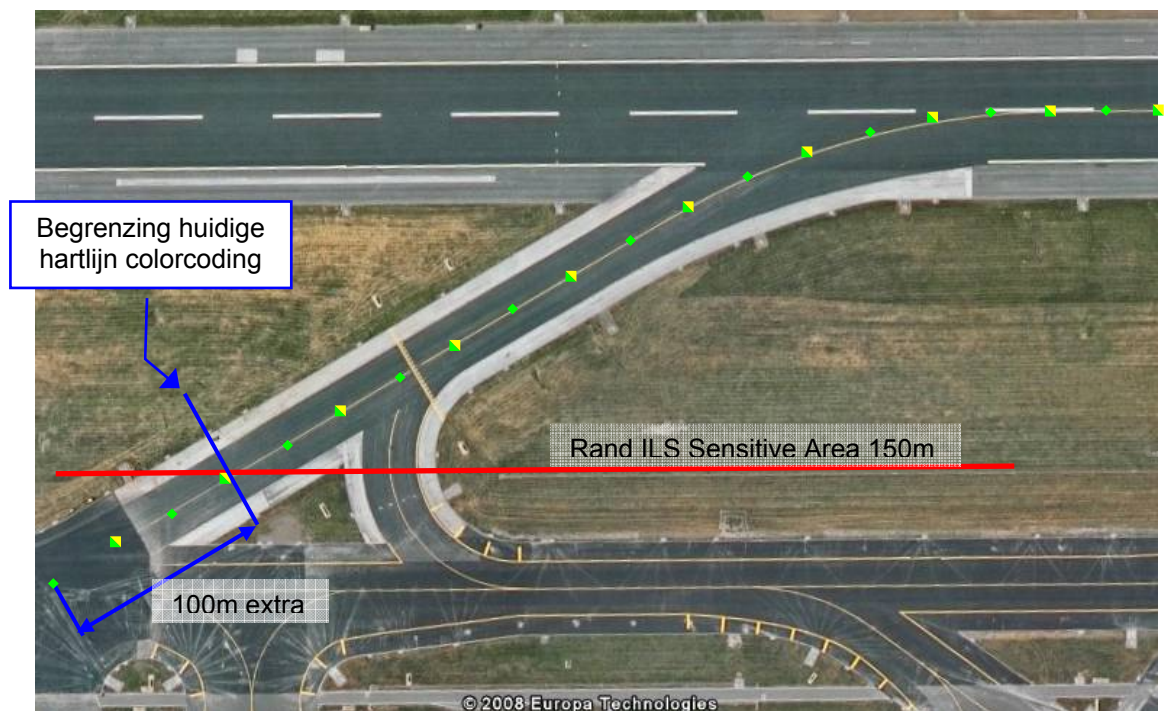 Begrenzing huidige
hartlijn colorcoding
Rand ILS Sensitive Area 150m
100m extra
© 2008 Europa Technologies